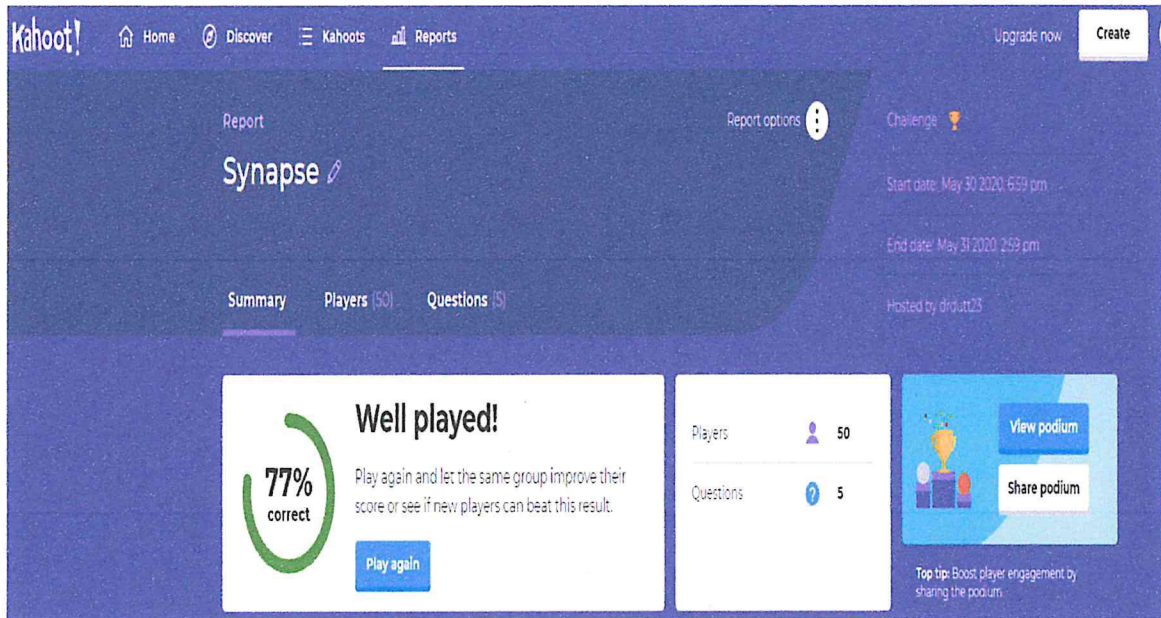 Kahoot! Home Discover Kahoots Reports Upgrade now Create
Report
Report options
Challenge
Synapse
Start date: May 30 2020, 6:59 pm
End date: May 31 2020, 2:59 pm
Summary Players (50) Questions (5)
Hosted by drdutt23
77%
correct
Well played!
Play again and let the same group improve their
score or see if new players can beat this result.
Play again
Players 50
Questions ? 5
View podium
Share podium
Top tip: Boost player engagement by
sharing the podium.